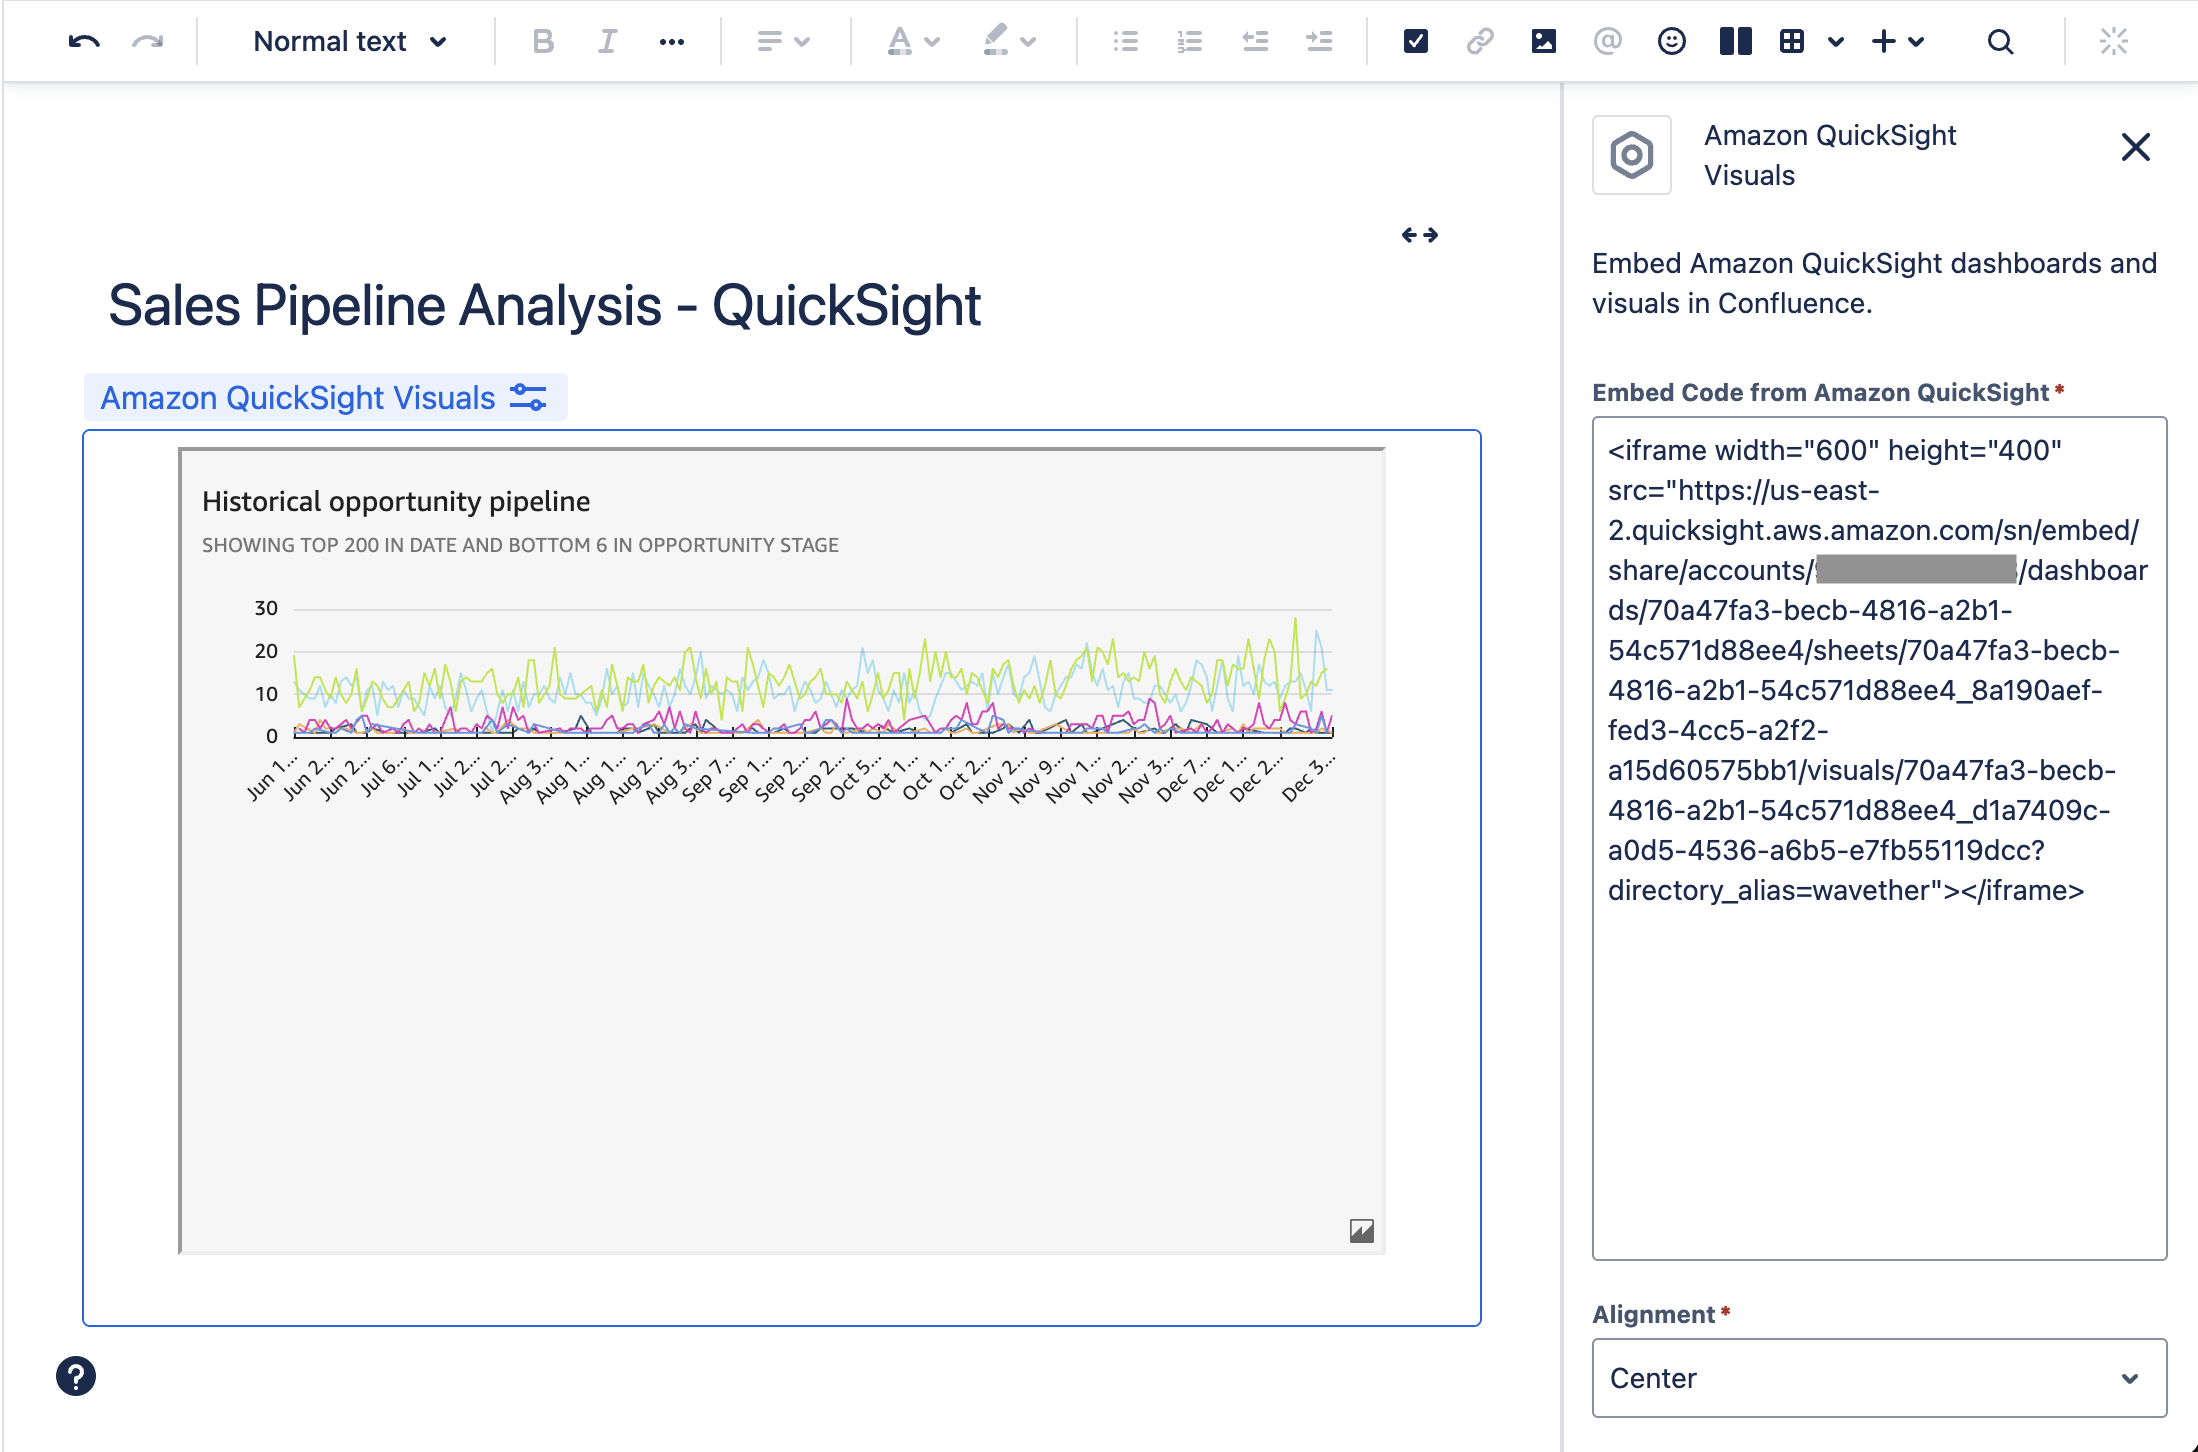 Normal text
B
I
A
@
Sales Pipeline Analysis - QuickSight
Amazon QuickSight Visuals
Historical opportunity pipeline
SHOWING TOP 200 IN DATE AND BOTTOM 6 IN OPPORTUNITY STAGE
30
20
10
0
Jun 1...
Jun 2...
Jun 2...
Jul 6...
Jul 1...
Jul 2...
Jul 2...
Aug 3...
Aug 1...
Aug 1...
Aug 2...
Aug 3...
Sep 7...
Sep 1...
Sep 2...
Sep 2...
Oct 5...
Oct 1...
Oct 1...
Oct 2...
Nov 2...
Nov 9...
Nov 1...
Nov 2...
Nov 3...
Dec 7...
Dec 1...
Dec 2...
Dec 3...
?
Amazon QuickSight
Visuals
Embed Amazon QuickSight dashboards and
visuals in Confluence.
Embed Code from Amazon QuickSight*
<iframe width="600" height="400"
src="https://us-east-
2.quicksight.aws.amazon.com/sn/embed/
share/accounts/ /dashboar
ds/70a47fa3-becb-4816-a2b1-
54c571d88ee4/sheets/70a47fa3-becb-
4816-a2b1-54c571d88ee4_8a190aef-
fed3-4cc5-a2f2-
a15d60575bb1/visuals/70a47fa3-becb-
4816-a2b1-54c571d88ee4_d1a7409c-
a0d5-4536-a6b5-e7fb55119dcc?
directory_alias=wavether"></iframe>
Alignment*
Center